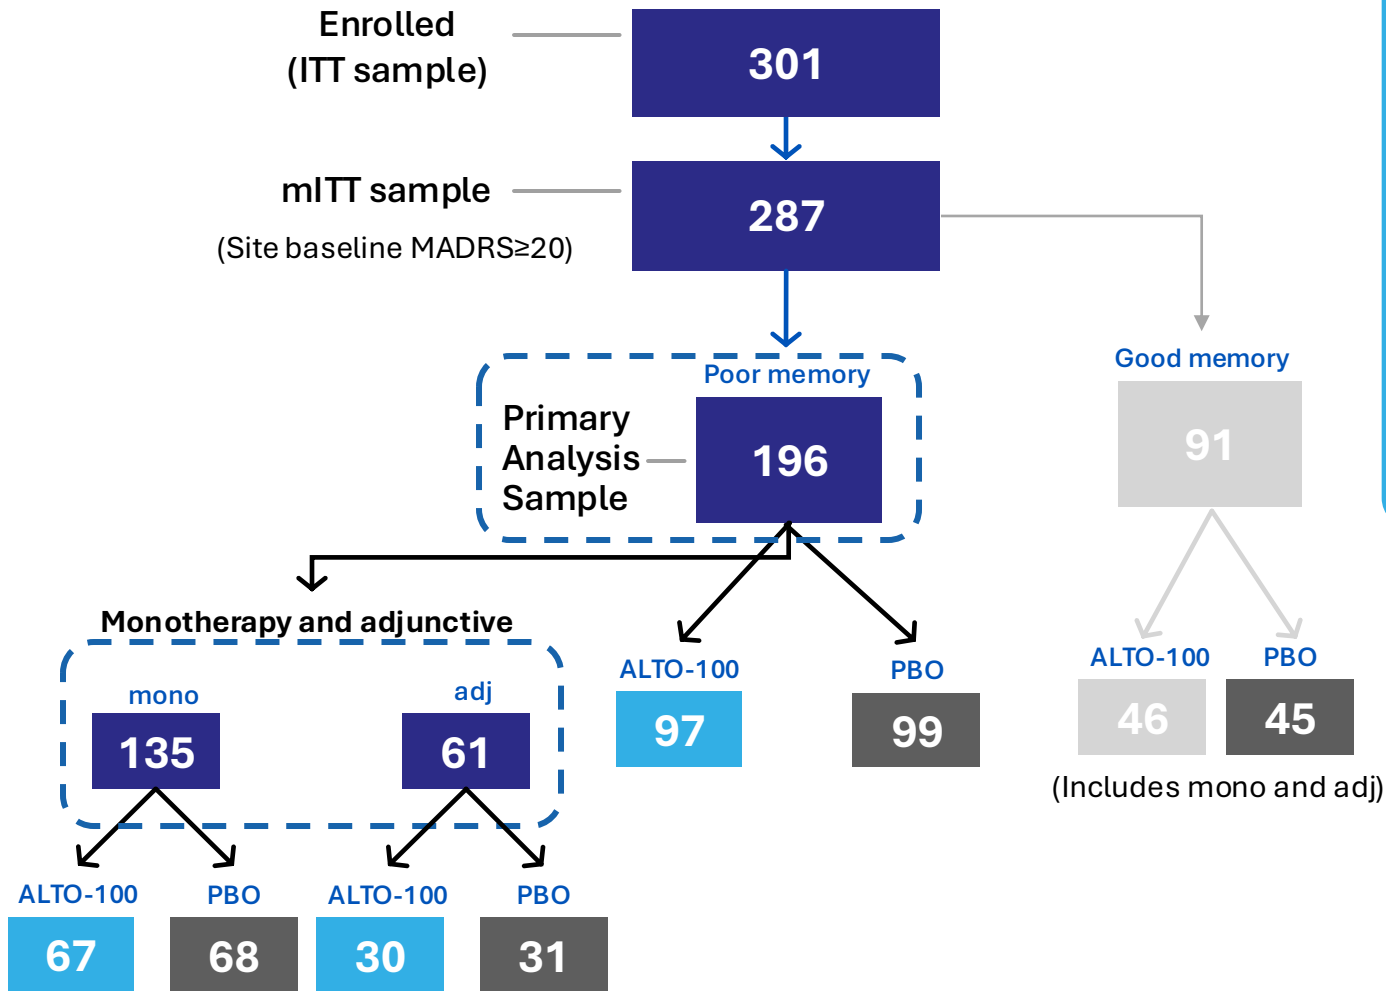 Enrolled
(ITT sample)
301
mITT sample
(Site baseline MADRS≥20)
287
Poor memory
Primary
Analysis
Sample
196
Good memory
91
Monotherapy and adjunctive
mono
135
adj
61
ALTO-100
97
PBO
99
ALTO-100
46
PBO
45
(Includes mono and adj)
ALTO-100
67
PBO
68
ALTO-100
30
PBO
31